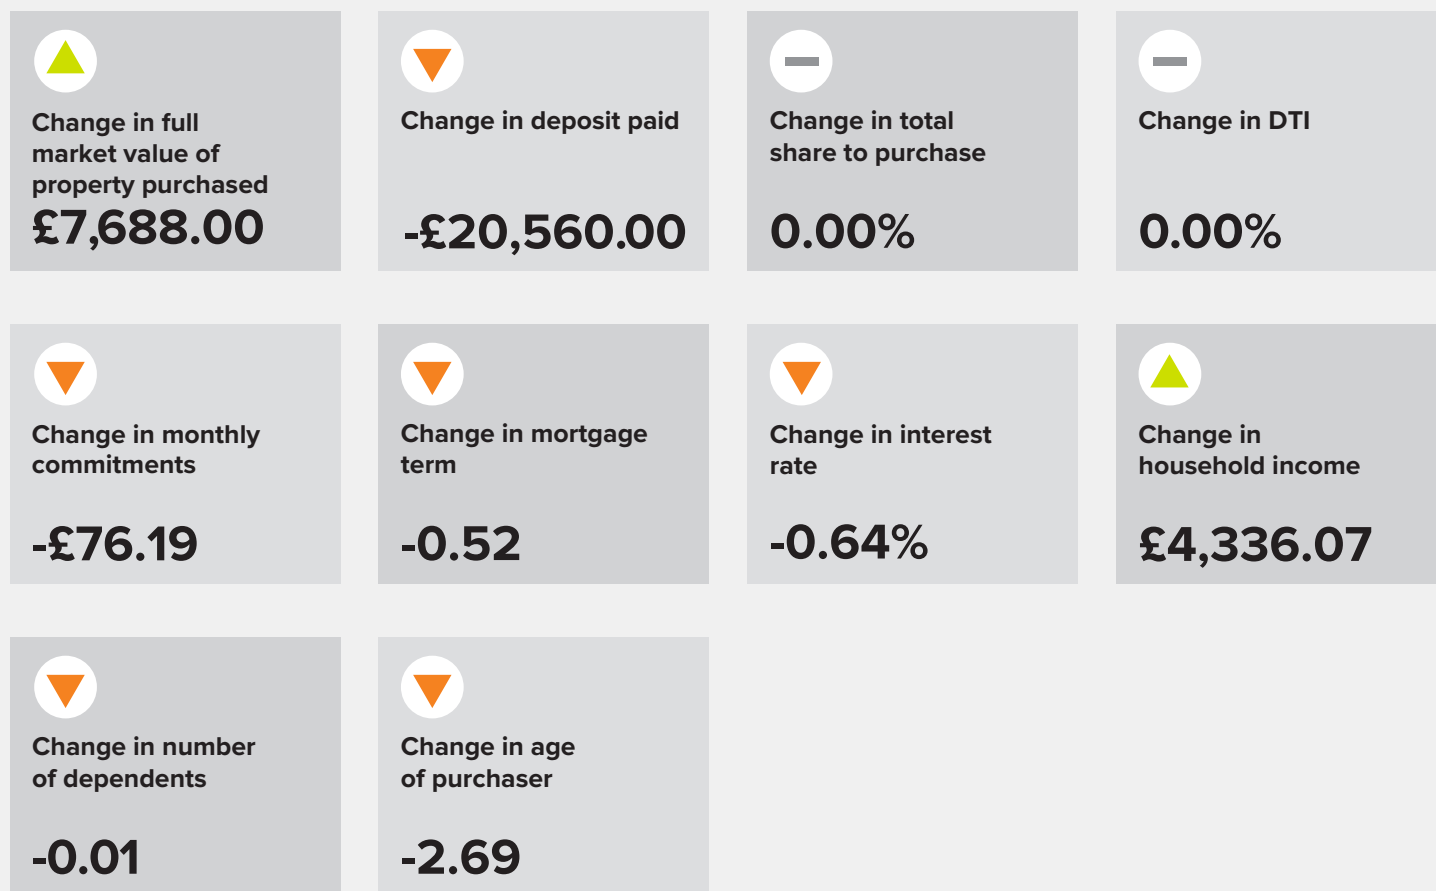 Change in full
market value of
property purchased
£7,688.00
Change in deposit paid
-£20,560.00
Change in total
share to purchase
0.00%
Change in DTI
0.00%
Change in monthly
commitments
-£76.19
Change in mortgage
term
-0.52
Change in interest
rate
-0.64%
Change in
household income
£4,336.07
Change in number
of dependents
-0.01
Change in age
of purchaser
-2.69